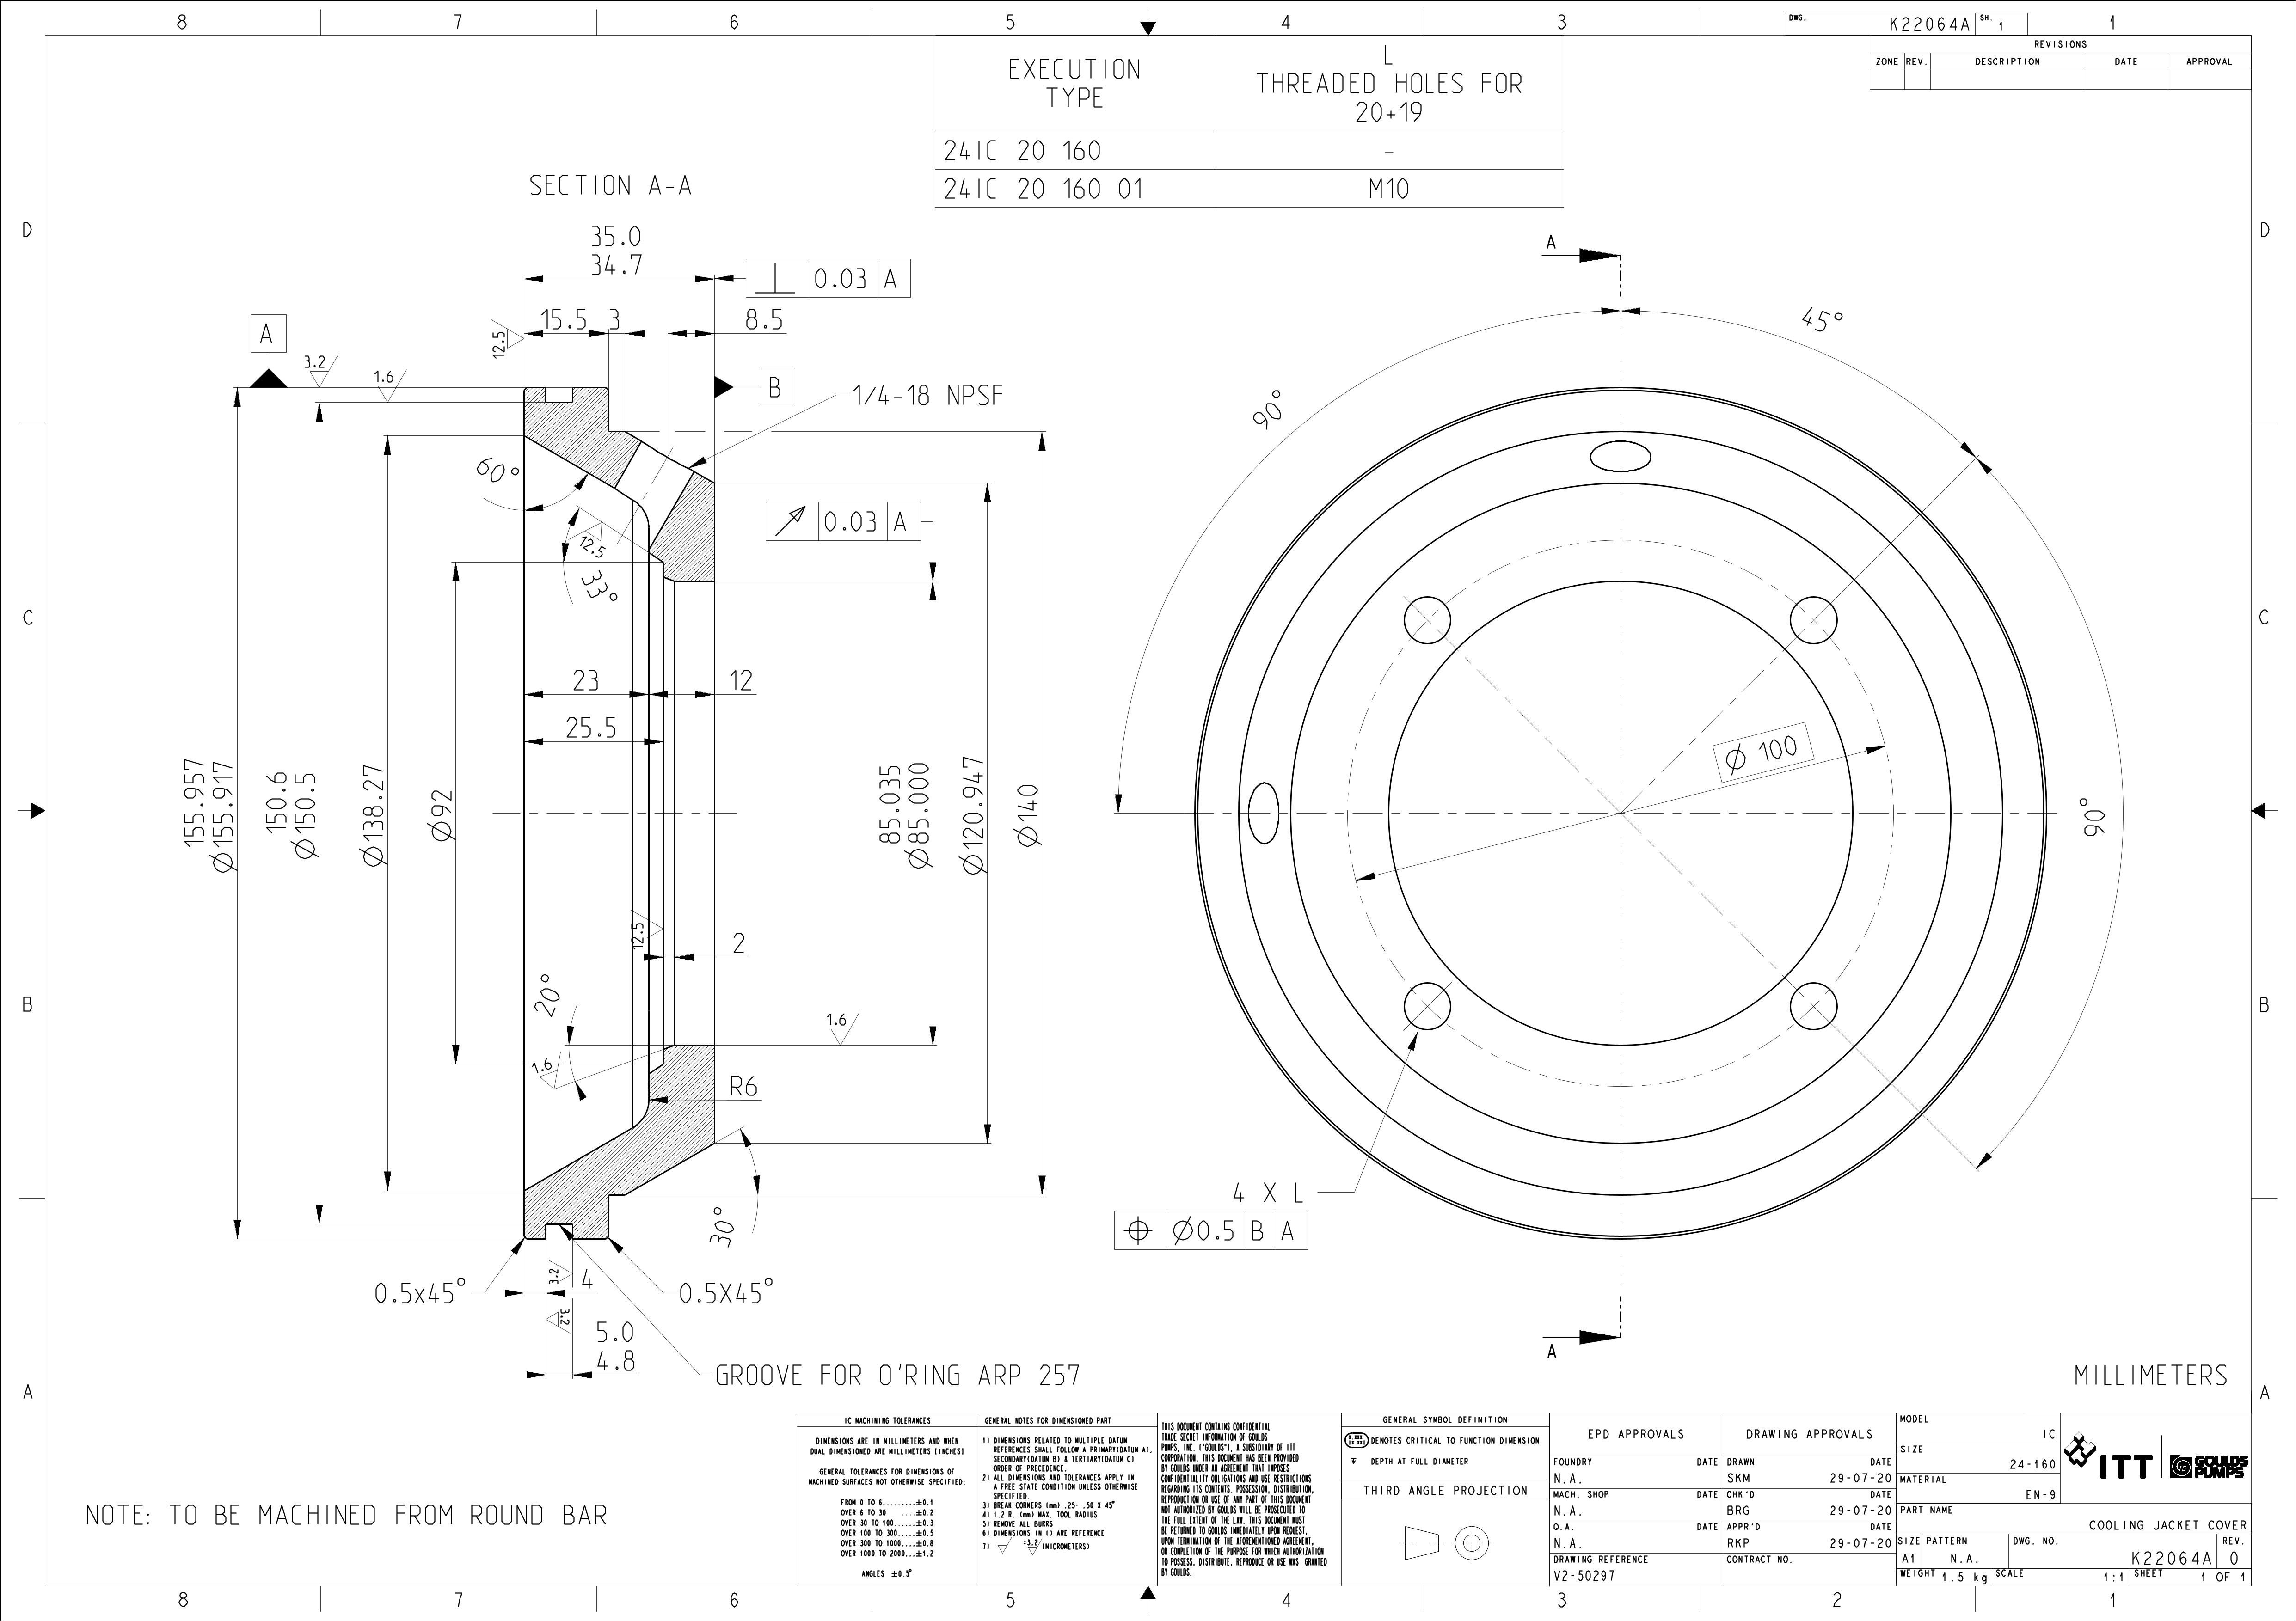 8 7 6 5 4 3 1
DWG. K22064A SH. 1
REVISIONS
ZONE REV. DESCRIPTION DATE APPROVAL
EXECUTION TYPE
L
THREADED HOLES FOR
20+19
24IC 20 160 -
24IC 20 160 01 M10
SECTION A-A
35.0
34.7
⊥ 0.03 A
15.5 3 8.5
12.5
A
3.2
1.6
B
1/4-18 NPSF
60°
12.5
33°
↗ 0.03 A
23 12
25.5
155.957
Ø155.917
150.6
Ø150.5
Ø138.27
Ø92
85.035
Ø85.000
Ø120.947
Ø140
12.5
2
20°
1.6
1.6
R6
30°
0.5x45°
3.2
4
0.5X45°
3.2
5.0
4.8
GROOVE FOR O'RING ARP 257
A
45°
90°
Ø 100
90°
4 X L
⌖ Ø0.5 B A
A
D C B A
D C B A
MILLIMETERS
NOTE: TO BE MACHINED FROM ROUND BAR
IC MACHINING TOLERANCES
DIMENSIONS ARE IN MILLIMETERS AND WHEN
DUAL DIMENSIONED ARE MILLIMETERS [INCHES]
GENERAL TOLERANCES FOR DIMENSIONS OF
MACHINED SURFACES NOT OTHERWISE SPECIFIED:
FROM 0 TO 6.........±0.1
OVER 6 TO 30 ....±0.2
OVER 30 TO 100.....±0.3
OVER 100 TO 300.....±0.5
OVER 300 TO 1000....±0.8
OVER 1000 TO 2000...±1.2
ANGLES ±0.5°
GENERAL NOTES FOR DIMENSIONED PART
1) DIMENSIONS RELATED TO MULTIPLE DATUM
REFERENCES SHALL FOLLOW A PRIMARY(DATUM A),
SECONDARY(DATUM B) & TERTIARY(DATUM C)
ORDER OF PRECEDENCE.
2) ALL DIMENSIONS AND TOLERANCES APPLY IN
A FREE STATE CONDITION UNLESS OTHERWISE
SPECIFIED.
3) BREAK CORNERS (mm) .25- .50 X 45°
4) 1.2 R. (mm) MAX. TOOL RADIUS
5) REMOVE ALL BURRS
6) DIMENSIONS IN () ARE REFERENCE
7) =3.2 (MICROMETERS)
THIS DOCUMENT CONTAINS CONFIDENTIAL
TRADE SECRET INFORMATION OF GOULDS
PUMPS, INC. ("GOULDS"), A SUBSIDIARY OF ITT
CORPORATION. THIS DOCUMENT HAS BEEN PROVIDED
BY GOULDS UNDER AN AGREEMENT THAT IMPOSES
CONFIDENTIALITY OBLIGATIONS AND USE RESTRICTIONS
REGARDING ITS CONTENTS. POSSESSION, DISTRIBUTION,
REPRODUCTION OR USE OF ANY PART OF THIS DOCUMENT
NOT AUTHORIZED BY GOULDS WILL BE PROSECUTED TO
THE FULL EXTENT OF THE LAW. THIS DOCUMENT MUST
BE RETURNED TO GOULDS IMMEDIATELY UPON REQUEST,
UPON TERMINATION OF THE AFOREMENTIONED AGREEMENT,
OR COMPLETION OF THE PURPOSE FOR WHICH AUTHORIZATION
TO POSSESS, DISTRIBUTE, REPRODUCE OR USE WAS GRANTED
BY GOULDS.
GENERAL SYMBOL DEFINITION
DENOTES CRITICAL TO FUNCTION DIMENSION
DEPTH AT FULL DIAMETER
THIRD ANGLE PROJECTION
EPD APPROVALS
FOUNDRY DATE
N.A.
MACH. SHOP DATE
N.A.
Q.A. DATE
N.A.
DRAWING REFERENCE
V2-50297
DRAWING APPROVALS
DRAWN DATE
SKM 29-07-20
CHK'D DATE
BRG 29-07-20
APPR'D DATE
RKP 29-07-20
CONTRACT NO.
MODEL
IC
SIZE
24-160
MATERIAL
EN-9
ITT
GOULDS PUMPS
PART NAME
COOLING JACKET COVER
SIZE A1
PATTERN N.A.
DWG. NO. K22064A
REV. 0
WEIGHT 1.5 kg
SCALE 1:1
SHEET 1 OF 1
8 7 6 5 4 3 2 1